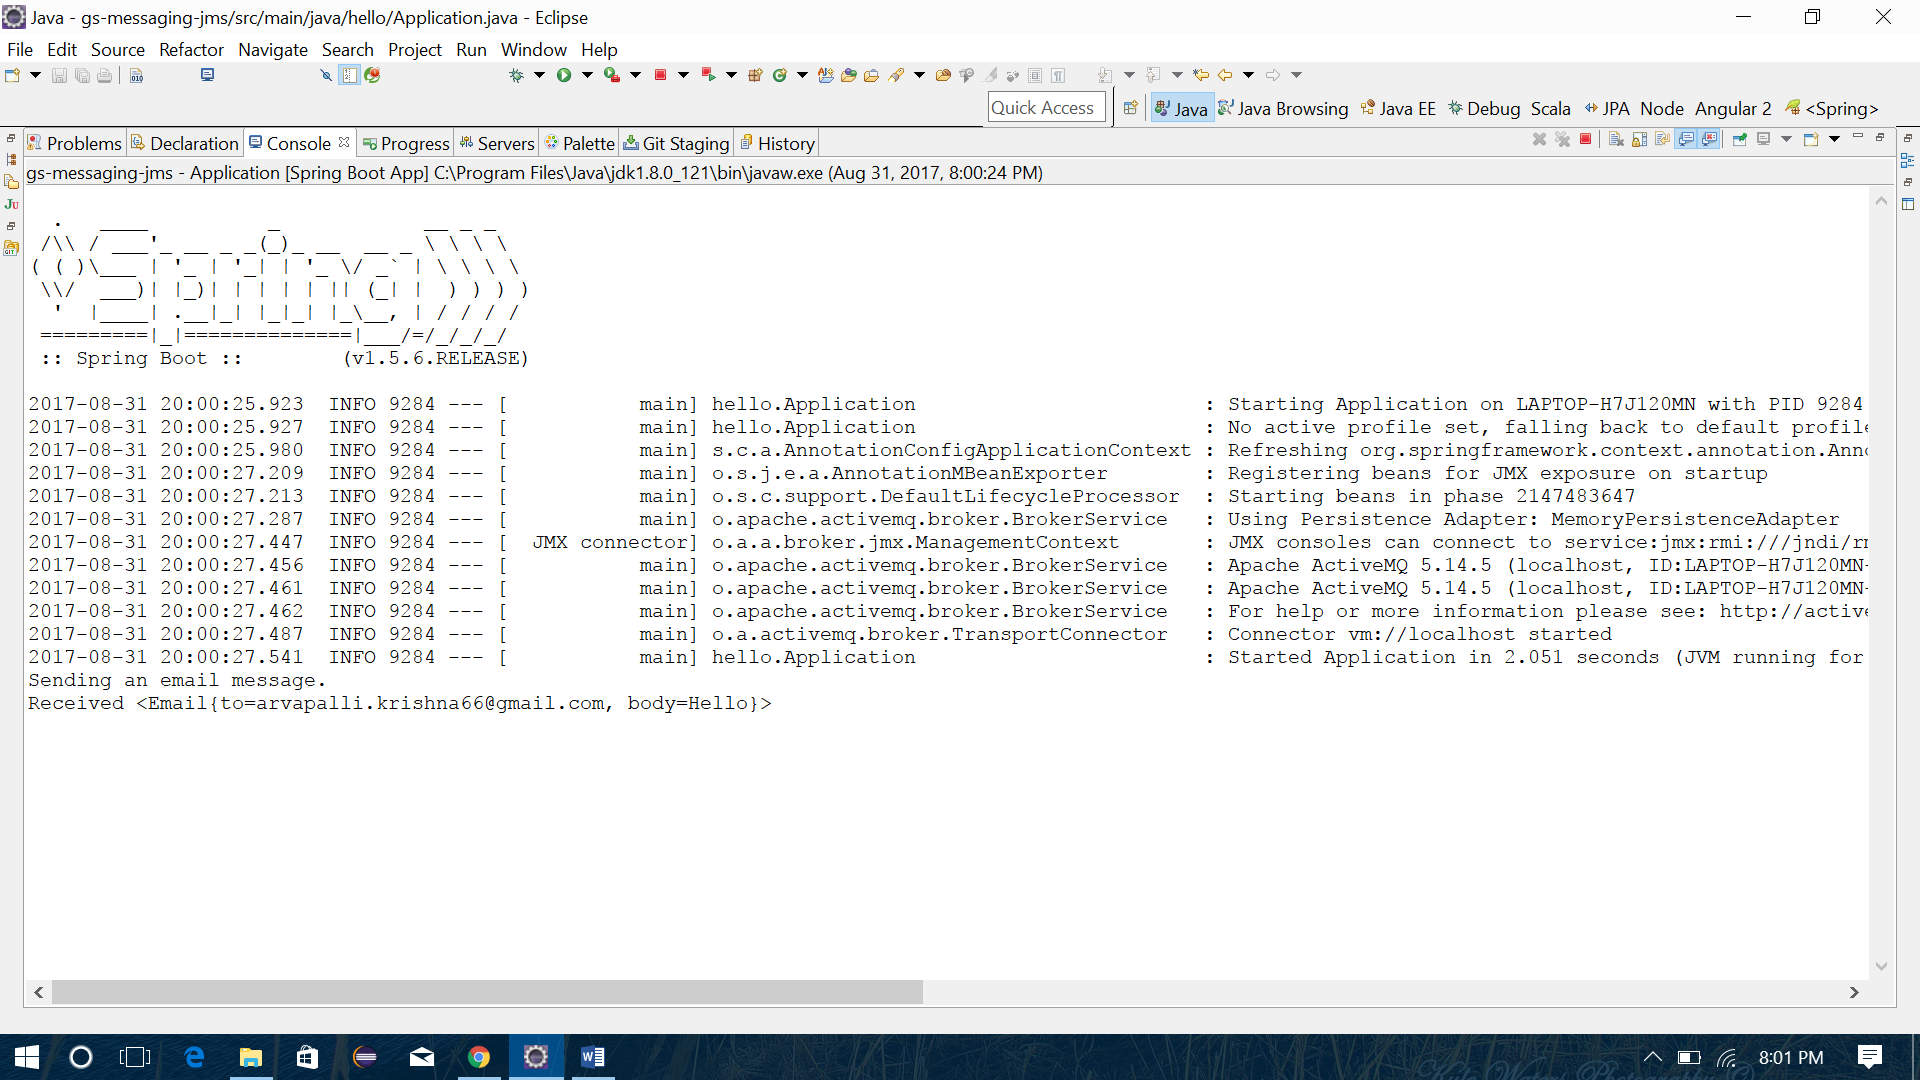 Java - gs-messaging-jms/src/main/java/hello/Application.java - Eclipse
File Edit Source Refactor Navigate Search Project Run Window Help
Quick Access Java Java Browsing Java EE Debug Scala JPA Node Angular 2 <Spring>
Problems Declaration Console Progress Servers Palette Git Staging History
gs-messaging-jms - Application [Spring Boot App] C:\Program Files\Java\jdk1.8.0_121\bin\javaw.exe (Aug 31, 2017, 8:00:24 PM)
  .   ____          _            __ _ _
 /\\ / ___'_ __ _ _(_)_ __  __ _ \ \ \ \
( ( )\___ | '_ | '_| | '_ \/ _` | \ \ \ \
 \\/  ___)| |_)| | | | | || (_| |  ) ) ) )
  '  |____| .__|_| |_|_| |_\__, | / / / /
 =========|_|==============|___/=/_/_/_/
 :: Spring Boot ::        (v1.5.6.RELEASE)
2017-08-31 20:00:25.923  INFO 9284 --- [           main] hello.Application                        : Starting Application on LAPTOP-H7J120MN with PID 9284
2017-08-31 20:00:25.927  INFO 9284 --- [           main] hello.Application                        : No active profile set, falling back to default profile
2017-08-31 20:00:25.980  INFO 9284 --- [           main] s.c.a.AnnotationConfigApplicationContext : Refreshing org.springframework.context.annotation.Anno
2017-08-31 20:00:27.209  INFO 9284 --- [           main] o.s.j.e.a.AnnotationMBeanExporter        : Registering beans for JMX exposure on startup
2017-08-31 20:00:27.213  INFO 9284 --- [           main] o.s.c.support.DefaultLifecycleProcessor  : Starting beans in phase 2147483647
2017-08-31 20:00:27.287  INFO 9284 --- [           main] o.apache.activemq.broker.BrokerService   : Using Persistence Adapter: MemoryPersistenceAdapter
2017-08-31 20:00:27.447  INFO 9284 --- [  JMX connector] o.a.a.broker.jmx.ManagementContext       : JMX consoles can connect to service:jmx:rmi:///jndi/rm
2017-08-31 20:00:27.456  INFO 9284 --- [           main] o.apache.activemq.broker.BrokerService   : Apache ActiveMQ 5.14.5 (localhost, ID:LAPTOP-H7J120MN-
2017-08-31 20:00:27.461  INFO 9284 --- [           main] o.apache.activemq.broker.BrokerService   : Apache ActiveMQ 5.14.5 (localhost, ID:LAPTOP-H7J120MN-
2017-08-31 20:00:27.462  INFO 9284 --- [           main] o.apache.activemq.broker.BrokerService   : For help or more information please see: http://active
2017-08-31 20:00:27.487  INFO 9284 --- [           main] o.a.activemq.broker.TransportConnector   : Connector vm://localhost started
2017-08-31 20:00:27.541  INFO 9284 --- [           main] hello.Application                        : Started Application in 2.051 seconds (JVM running for
Sending an email message.
Received <Email{to=arvapalli.krishna66@gmail.com, body=Hello}>
8:01 PM